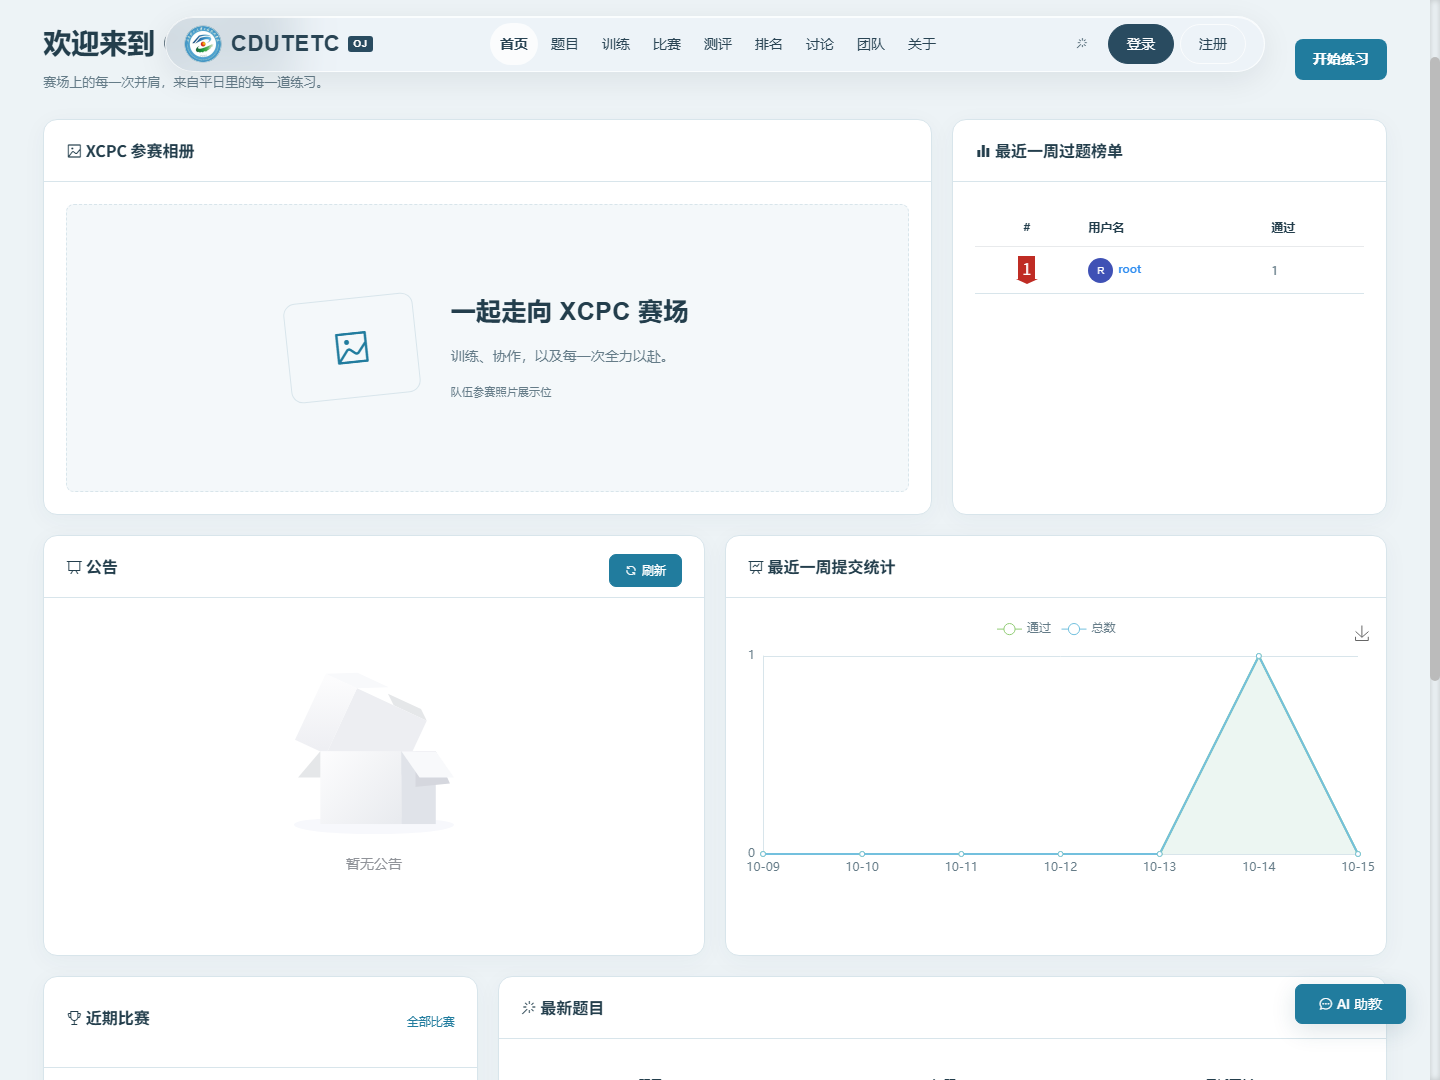 欢迎来到
CDUTETC OJ
首页 题目 训练 比赛 测评 排名 讨论 团队 关于
登录 注册
开始练习
赛场上的每一次并肩，来自平日里的每一道练习。
XCPC 参赛相册
一起走向 XCPC 赛场
训练、协作，以及每一次全力以赴。
队伍参赛照片展示位
最近一周过题榜单
# 用户名 通过
1 R root 1
公告
刷新
暂无公告
最近一周提交统计
通过 总数
1
0
10-09 10-10 10-11 10-12 10-13 10-14 10-15
近期比赛
全部比赛
最新题目
AI 助教